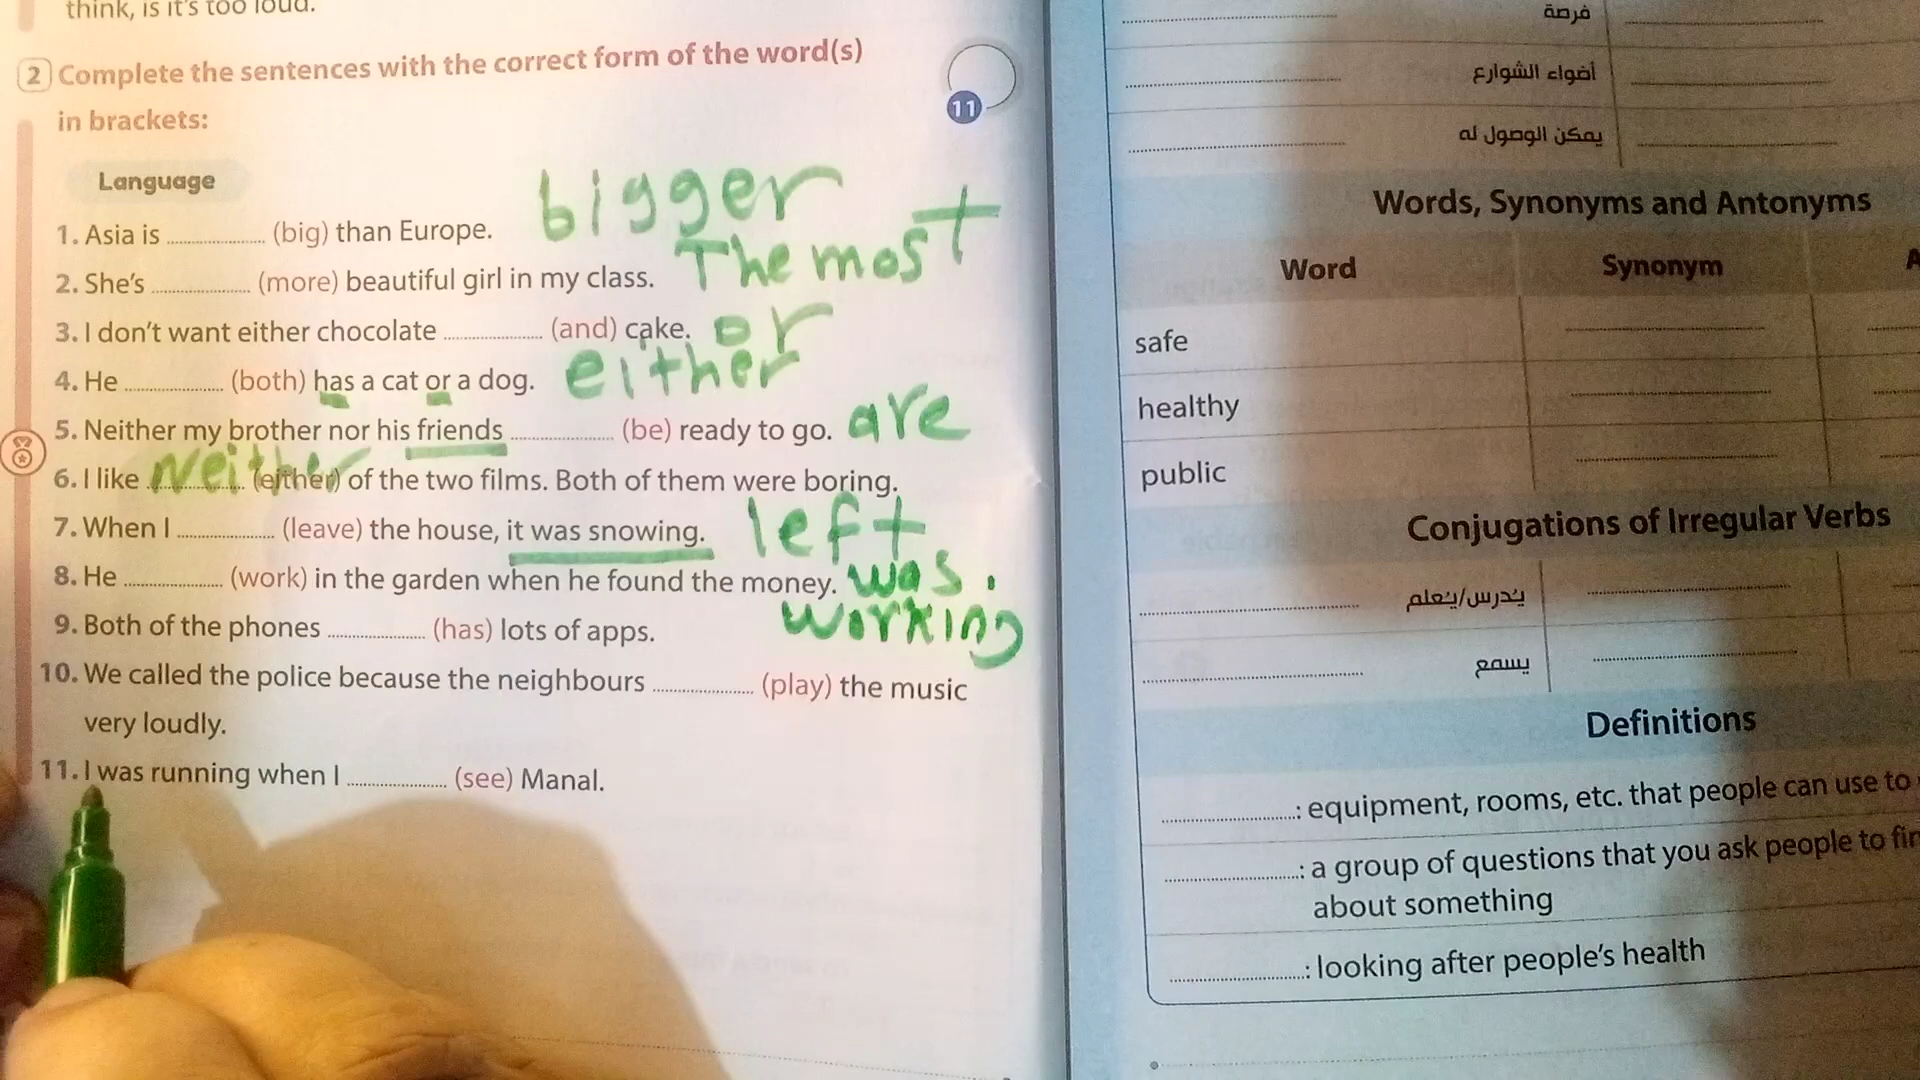 think, is it's too loud.
2 Complete the sentences with the correct form of the word(s)
in brackets:
11
Language
1. Asia is ............ (big) than Europe. bigger
2. She's ............ (more) beautiful girl in my class. The most
3. I don't want either chocolate ............ (and) cake. or
4. He ............ (both) has a cat or a dog. either
5. Neither my brother nor his friends ............ (be) ready to go. are
6. I like ............ (either) of the two films. Both of them were boring. Neither
7. When I ............ (leave) the house, it was snowing. left
8. He ............ (work) in the garden when he found the money. was
working
9. Both of the phones ............ (has) lots of apps.
10. We called the police because the neighbours ............ (play) the music
very loudly.
11. I was running when I ............ (see) Manal.
فرصة
أضواء الشوارع
يمكن الوصول له
Words, Synonyms and Antonyms
Word Synonym A
safe
healthy
public
Conjugations of Irregular Verbs
يُدرس/يُعلم
يسمع
Definitions
............: equipment, rooms, etc. that people can use to
............: a group of questions that you ask people to
about something
............: looking after people's health